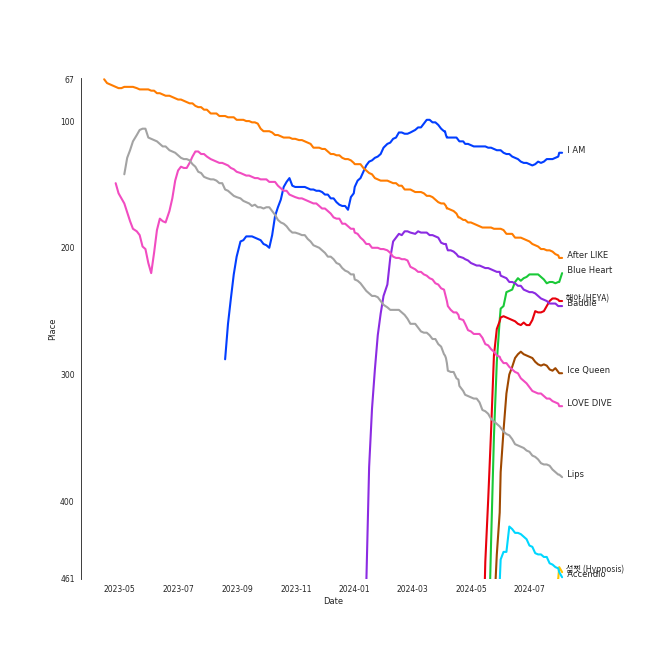 67
100
200
300
400
461
Place
2023-05
2023-07
2023-09
2023-11
2024-01
2024-03
2024-05
2024-07
Date
I AM
After LIKE
Blue Heart
해야 (HEYA)
Baddie
Ice Queen
LOVE DIVE
Lips
(Hypnosis)
Accendio